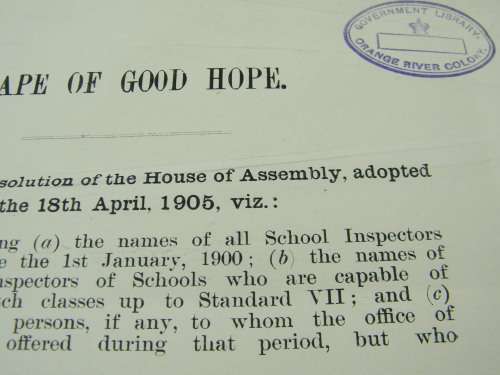 GOVERNMENT LIBRARY,
ORANGE RIVER COLONY.
APE OF GOOD HOPE.
solution of the House of Assembly, adopted
the 18th April, 1905, viz.:
ng (a) the names of all School Inspectors
e the 1st January, 1900; (b) the names of
nspectors of Schools who are capable of
tch classes up to Standard VII; and (c)
persons, if any, to whom the office of
offered during that period, but who